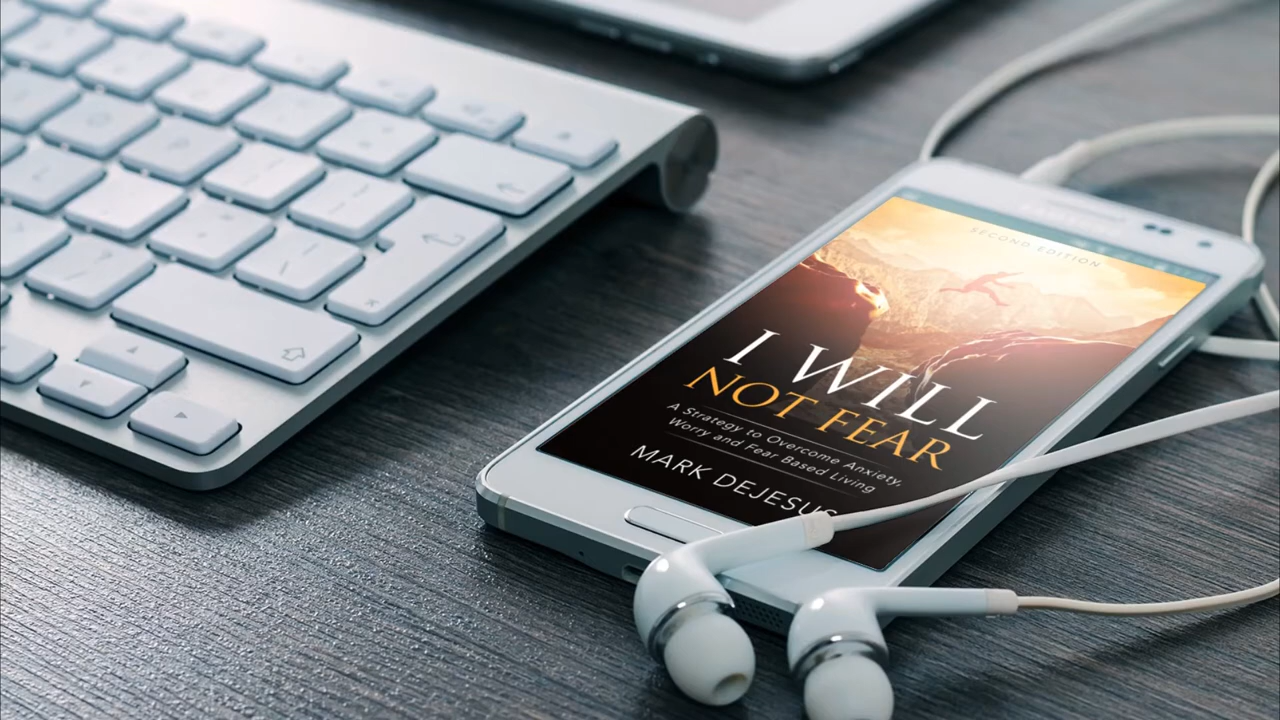 SECOND EDITION
I WILL
NOT FEAR
A Strategy to Overcome Anxiety,
Worry and Fear Based Living
MARK DEJESUS